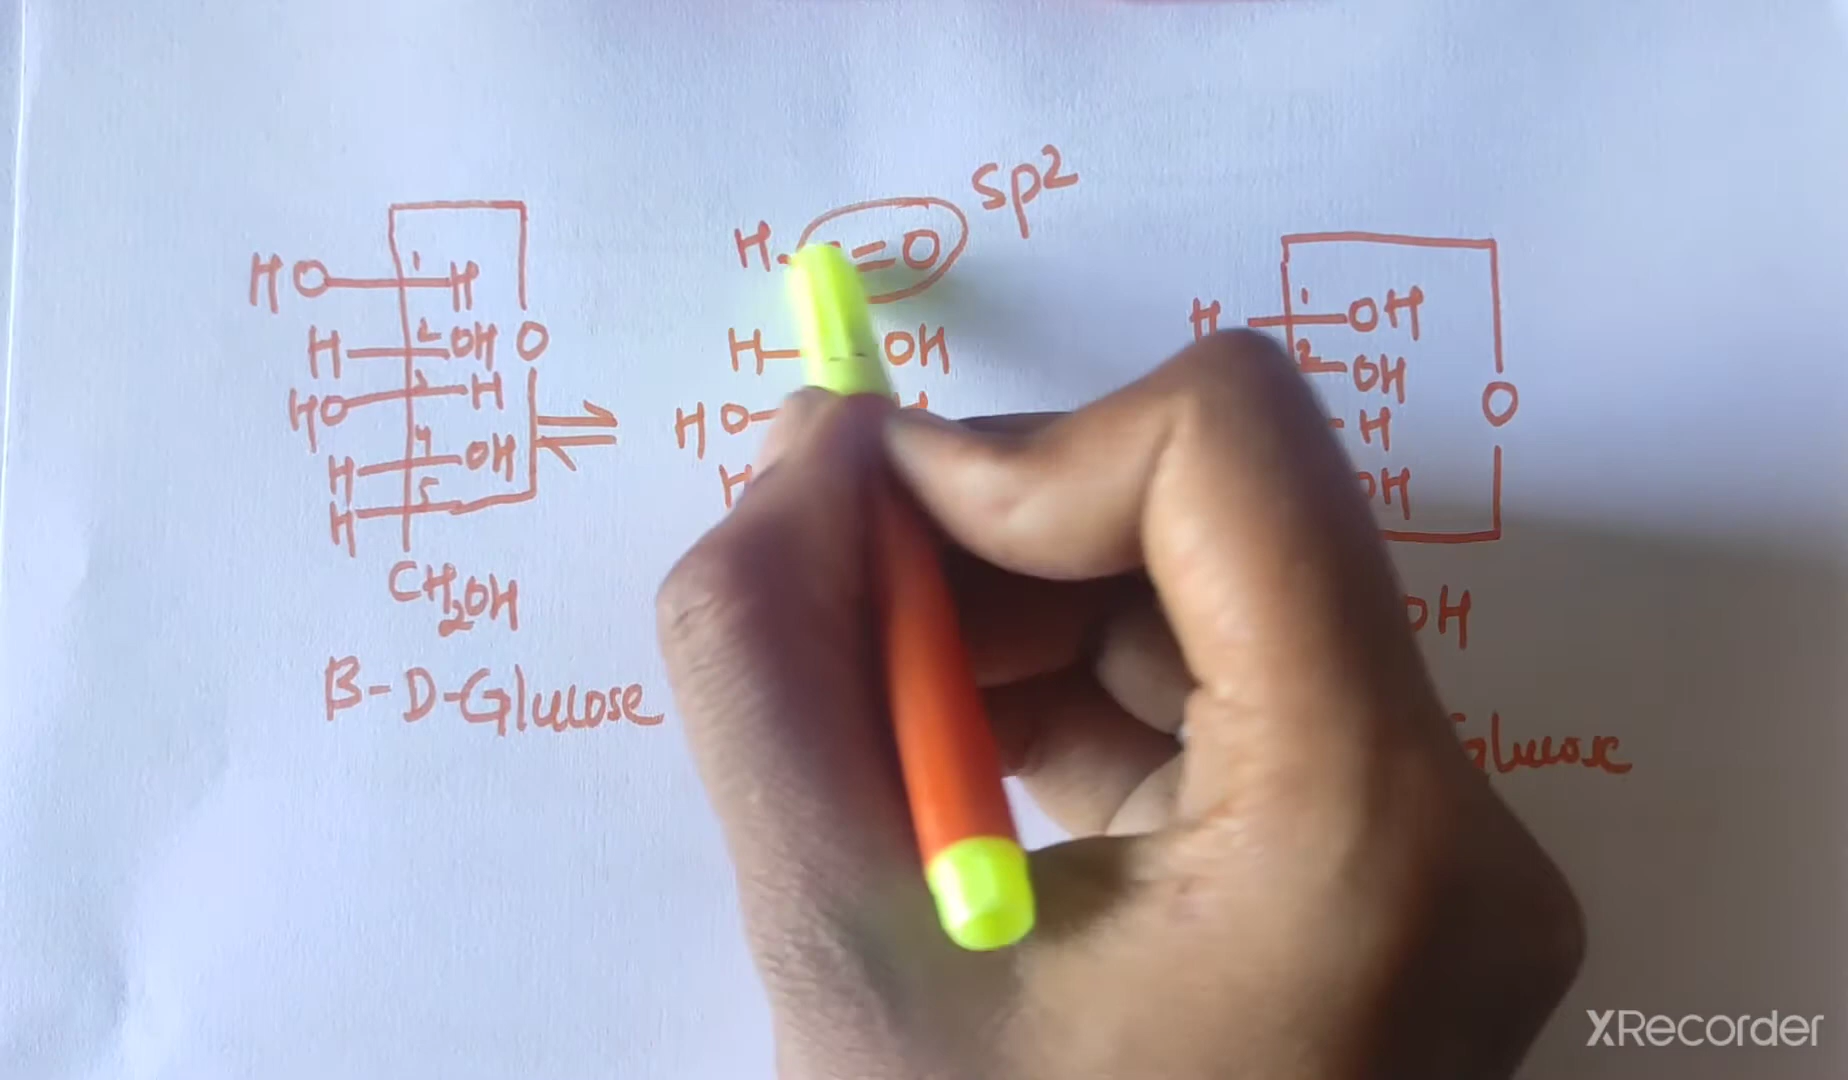 HO 1 H
H 2 OH O
HO 3 H
H 4 OH
H 5
CH2OH
B-D-Glucose
Sp2
H =O
H OH
HO H
H
H 1 OH
2 OH
O
H
OH
OH
Glucose
XRecorder